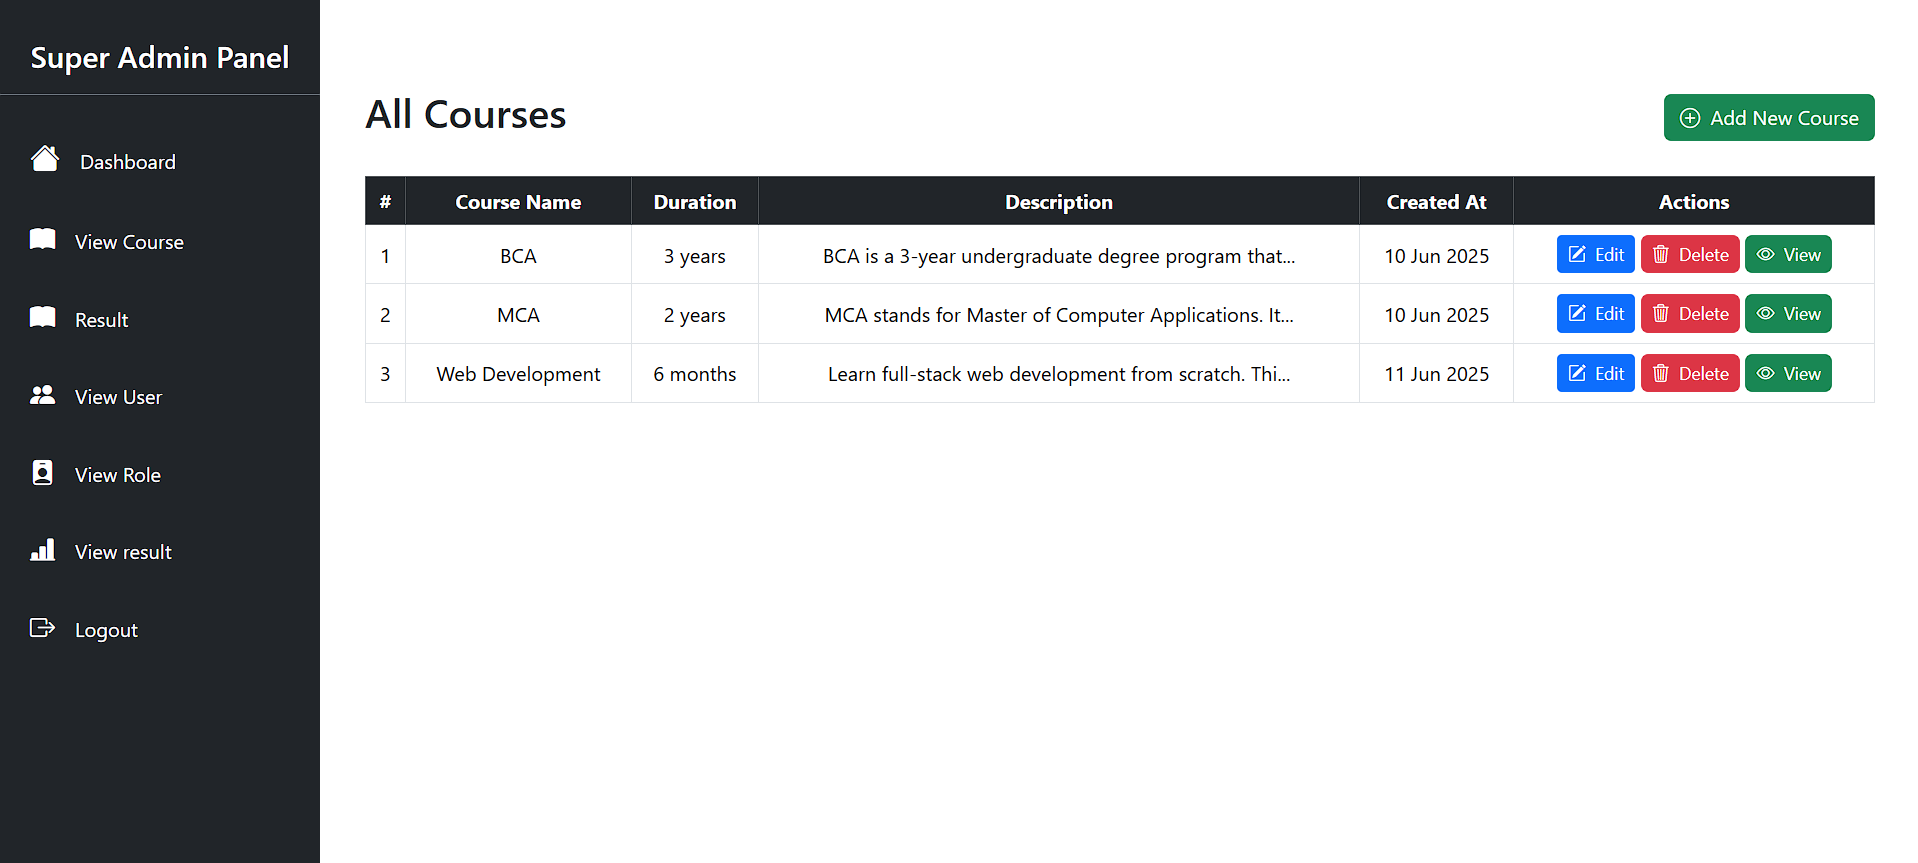 Super Admin Panel
Dashboard
View Course
Result
View User
View Role
View result
Logout
All Courses
Add New Course
# Course Name Duration Description Created At Actions
1 BCA 3 years BCA is a 3-year undergraduate degree program that... 10 Jun 2025 Edit Delete View
2 MCA 2 years MCA stands for Master of Computer Applications. It... 10 Jun 2025 Edit Delete View
3 Web Development 6 months Learn full-stack web development from scratch. Thi... 11 Jun 2025 Edit Delete View